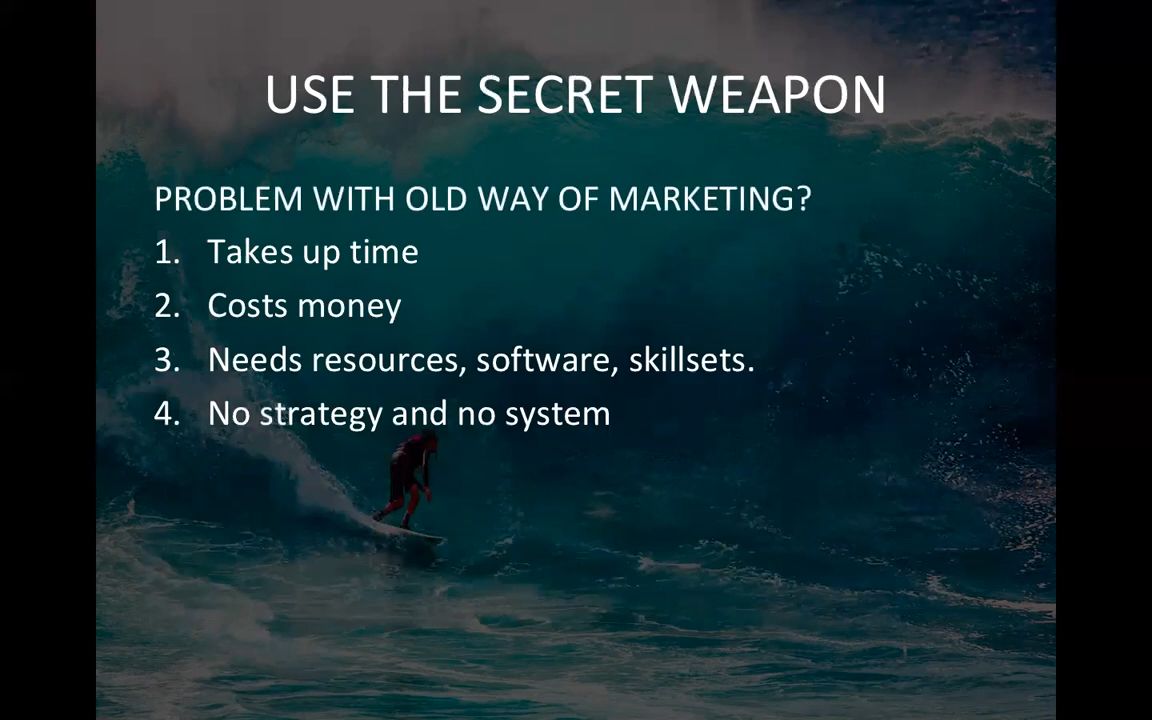 USE THE SECRET WEAPON
PROBLEM WITH OLD WAY OF MARKETING?
1. Takes up time
2. Costs money
3. Needs resources, software, skillsets.
4. No strategy and no system